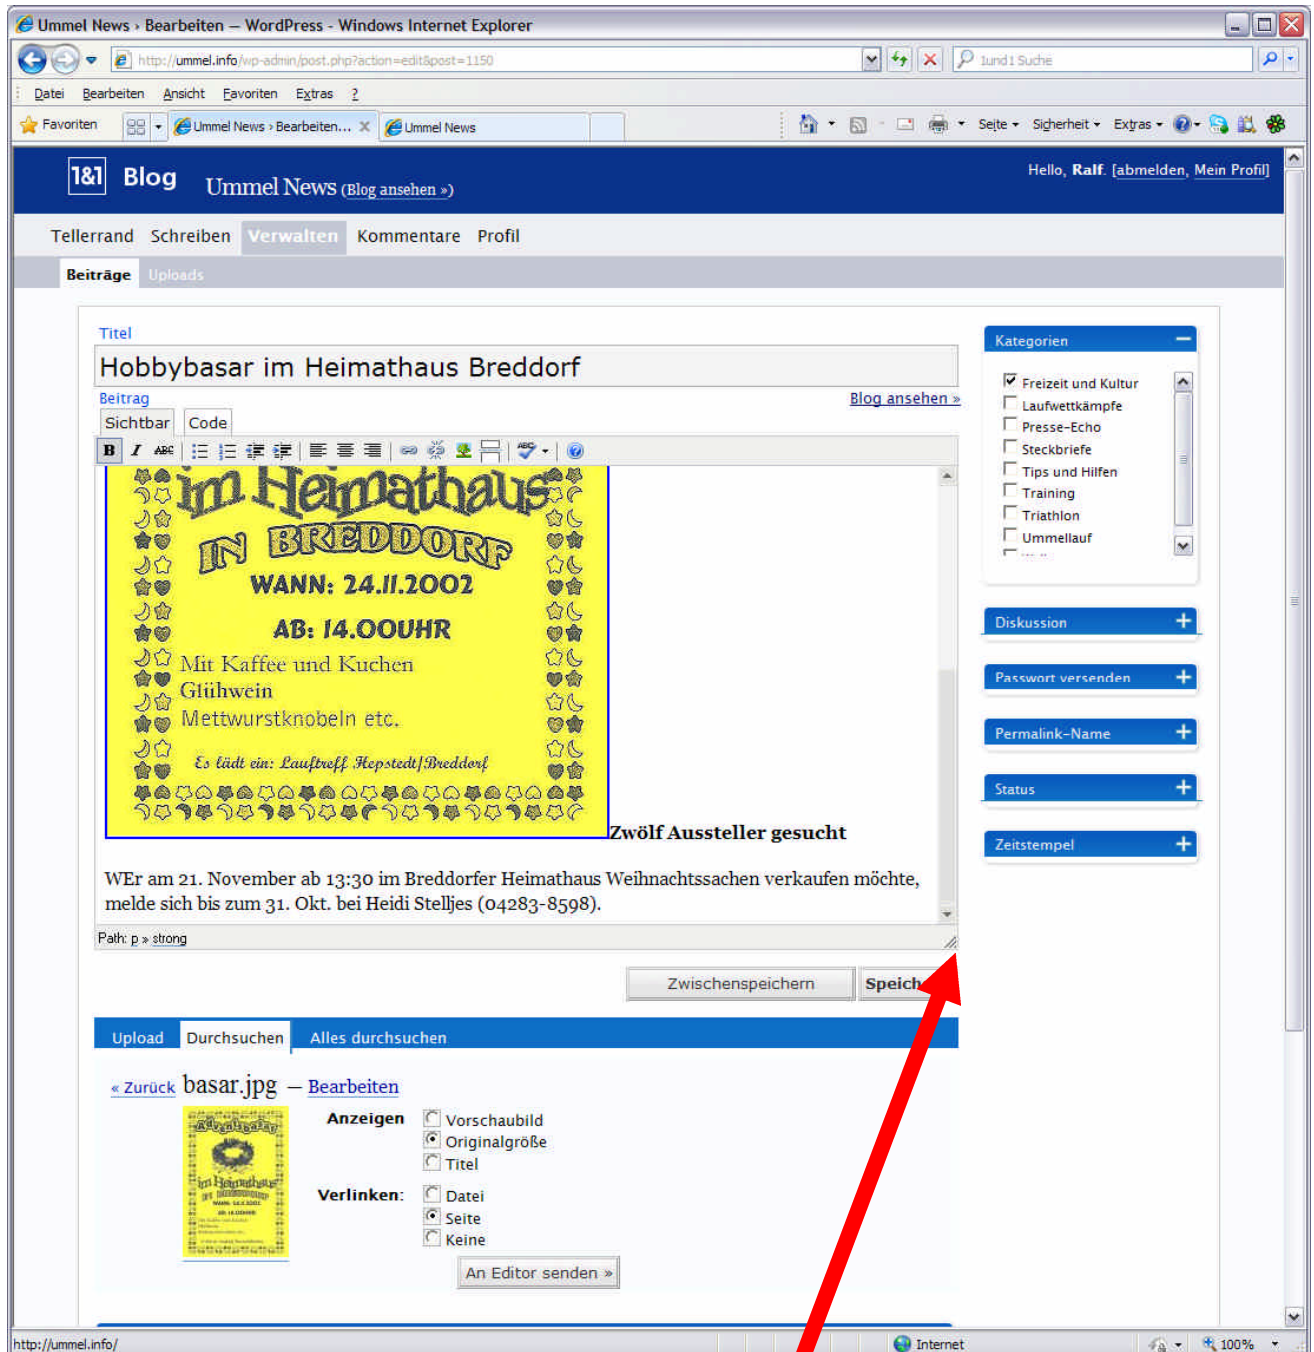 Ummel News › Bearbeiten — WordPress - Windows Internet Explorer
http://ummel.info/wp-admin/post.php?action=edit&post=1150
1und1 Suche
Datei Bearbeiten Ansicht Favoriten Extras ?
Favoriten
Ummel News › Bearbeiten...
Ummel News
Seite
Sicherheit
Extras
1&1 Blog
Ummel News (Blog ansehen »)
Hello, Ralf. [abmelden, Mein Profil]
Tellerrand Schreiben Verwalten Kommentare Profil
Beiträge Uploads
Titel
Hobbybasar im Heimathaus Breddorf
Beitrag
Blog ansehen »
Sichtbar Code
B I ABC
ABC
im Heimathaus
IN BREDDORF
WANN: 24.11.2002
AB: 14.00UHR
Mit Kaffee und Kuchen
Glühwein
Mettwurstknobeln etc.
Es lädt ein: Lauftreff Hepstedt/Breddorf
Zwölf Aussteller gesucht
WEr am 21. November ab 13:30 im Breddorfer Heimathaus Weihnachtssachen verkaufen möchte,
melde sich bis zum 31. Okt. bei Heidi Stelljes (04283-8598).
Path: p » strong
Zwischenspeichern
Speich
Kategorien
Freizeit und Kultur
Laufwettkämpfe
Presse-Echo
Steckbriefe
Tips und Hilfen
Training
Triathlon
Ummellauf
Diskussion
Passwort versenden
Permalink-Name
Status
Zeitstempel
Upload Durchsuchen Alles durchsuchen
« Zurück basar.jpg — Bearbeiten
Adventsbasar
im Heimathaus
Anzeigen
Vorschaubild
Originalgröße
Titel
Verlinken:
Datei
Seite
Keine
An Editor senden »
http://ummel.info/
Internet
100%